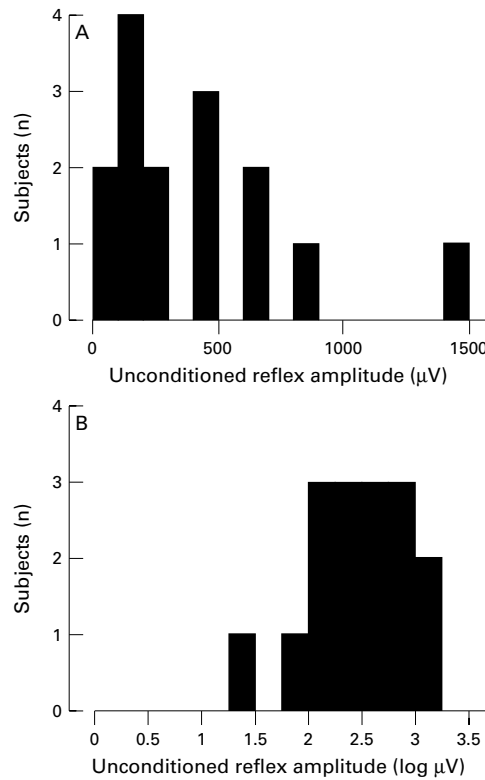 A
Subjects (n)
4
3
2
1
0
0 500 1000 1500
Unconditioned reflex amplitude (μV)
B
Subjects (n)
4
3
2
1
0
0 0.5 1 1.5 2 2.5 3 3.5
Unconditioned reflex amplitude (log μV)